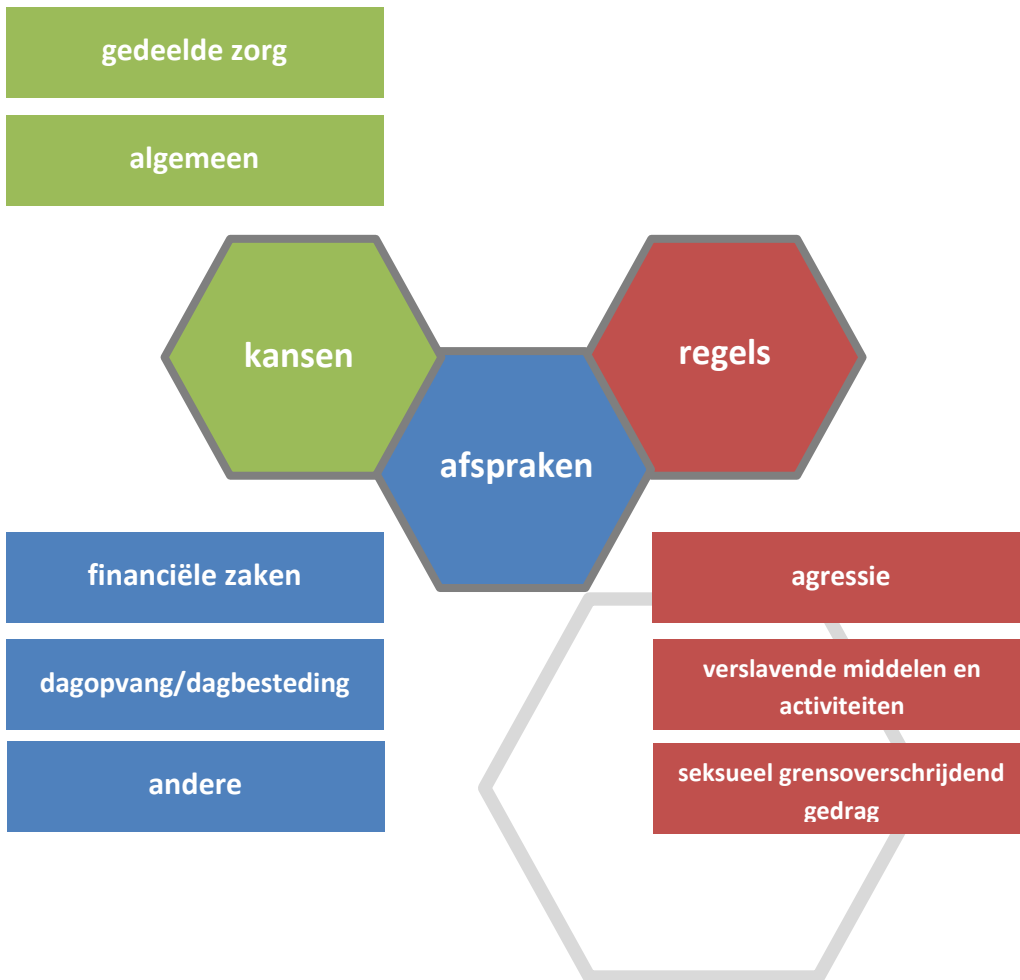 gedeelde zorg
algemeen
kansen
regels
afspraken
financiële zaken
dagopvang/dagbesteding
andere
agressie
verslavende middelen en
activiteiten
seksueel grensoverschrijdend
gedrag